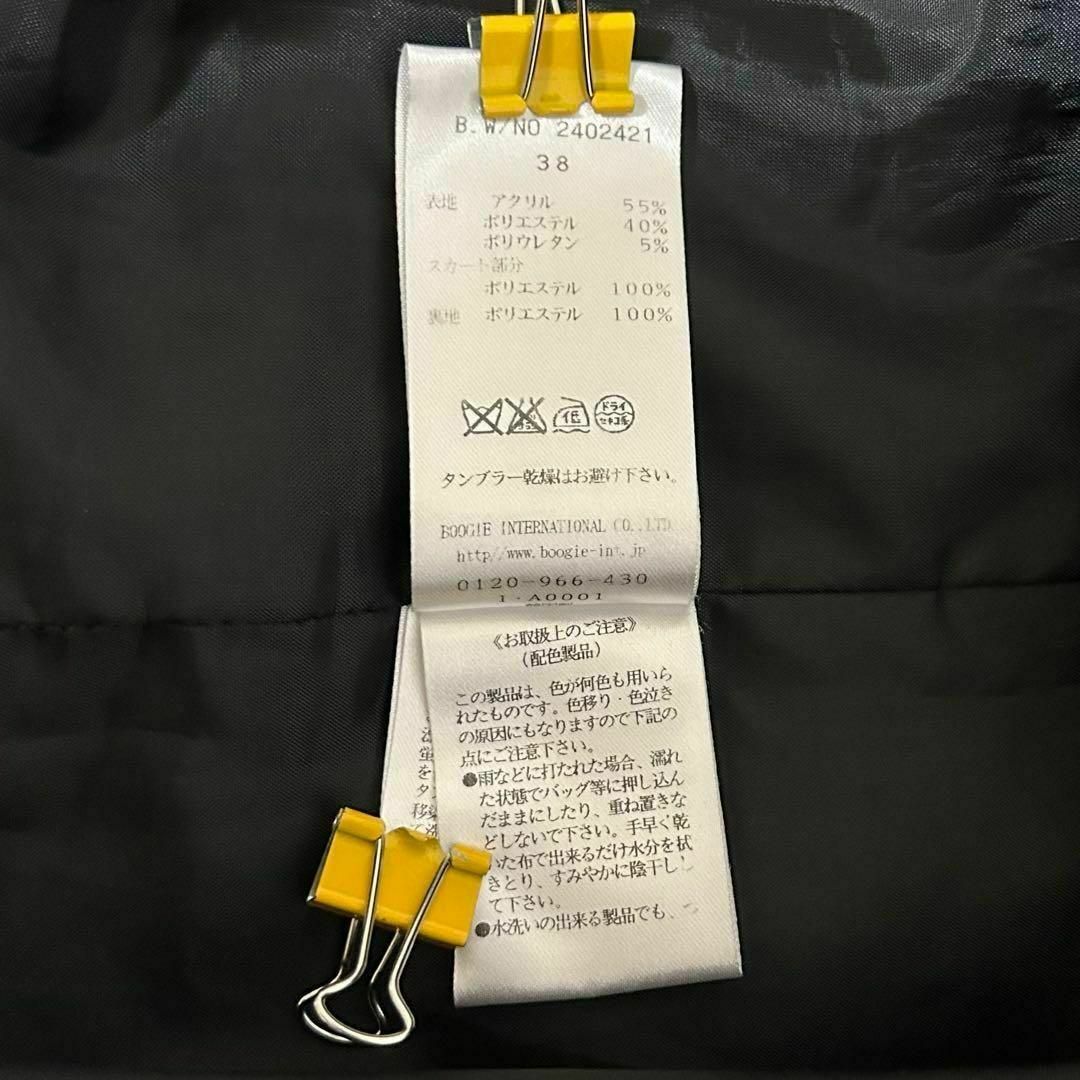 B.W/NO 2402421
38
表地 アクリル 55%
ポリエステル 40%
ポリウレタン 5%
スカート部分
ポリエステル 100%
裏地 ポリエステル 100%
低 ドライ セキユ系
タンブラー乾燥はお避け下さい。
BOOGIE INTERNATIONAL CO.,LTD
http//www.boogie-int.jp
0120-966-430
1·A0001
《お取扱上のご注意》
(配色製品)
この製品は、色が何色も用いら
れたものです。色移り・色泣き
の原因にもなりますので下記の
点にご注意下さい。
●雨などに打たれた場合、濡れ
た状態でバッグ等に押し込ん
だままにしたり、重ね置きな
どしないで下さい。手早く乾
いた布で出来るだけ水分を拭
きとり、すみやかに陰干し
て下さい。
●水洗いの出来る製品でも、